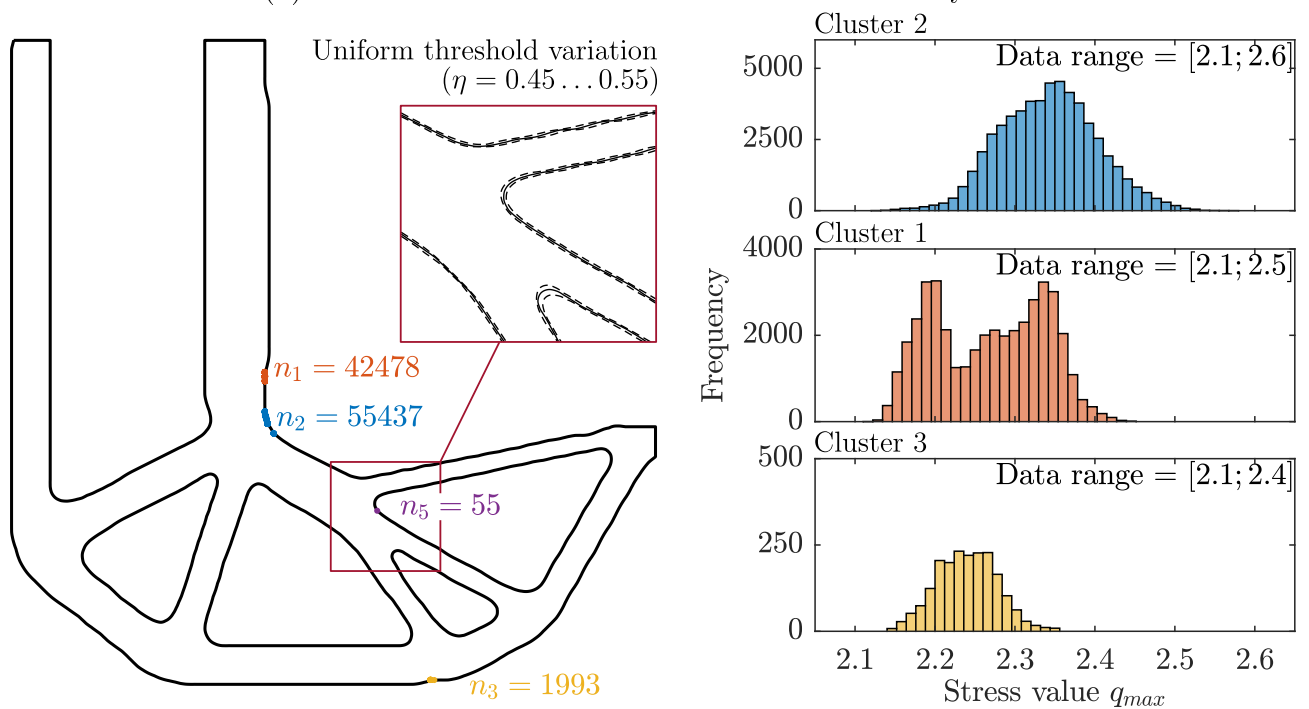 Uniform threshold variation
(η = 0.45 . . . 0.55)
n₁ = 42478
n₂ = 55437
n₅ = 55
n₃ = 1993
Cluster 2
Data range = [2.1; 2.6]
5000
2500
0
Cluster 1
Data range = [2.1; 2.5]
4000
2000
0
Frequency
Cluster 3
Data range = [2.1; 2.4]
500
250
0
2.1 2.2 2.3 2.4 2.5 2.6
Stress value qₘₐₓ